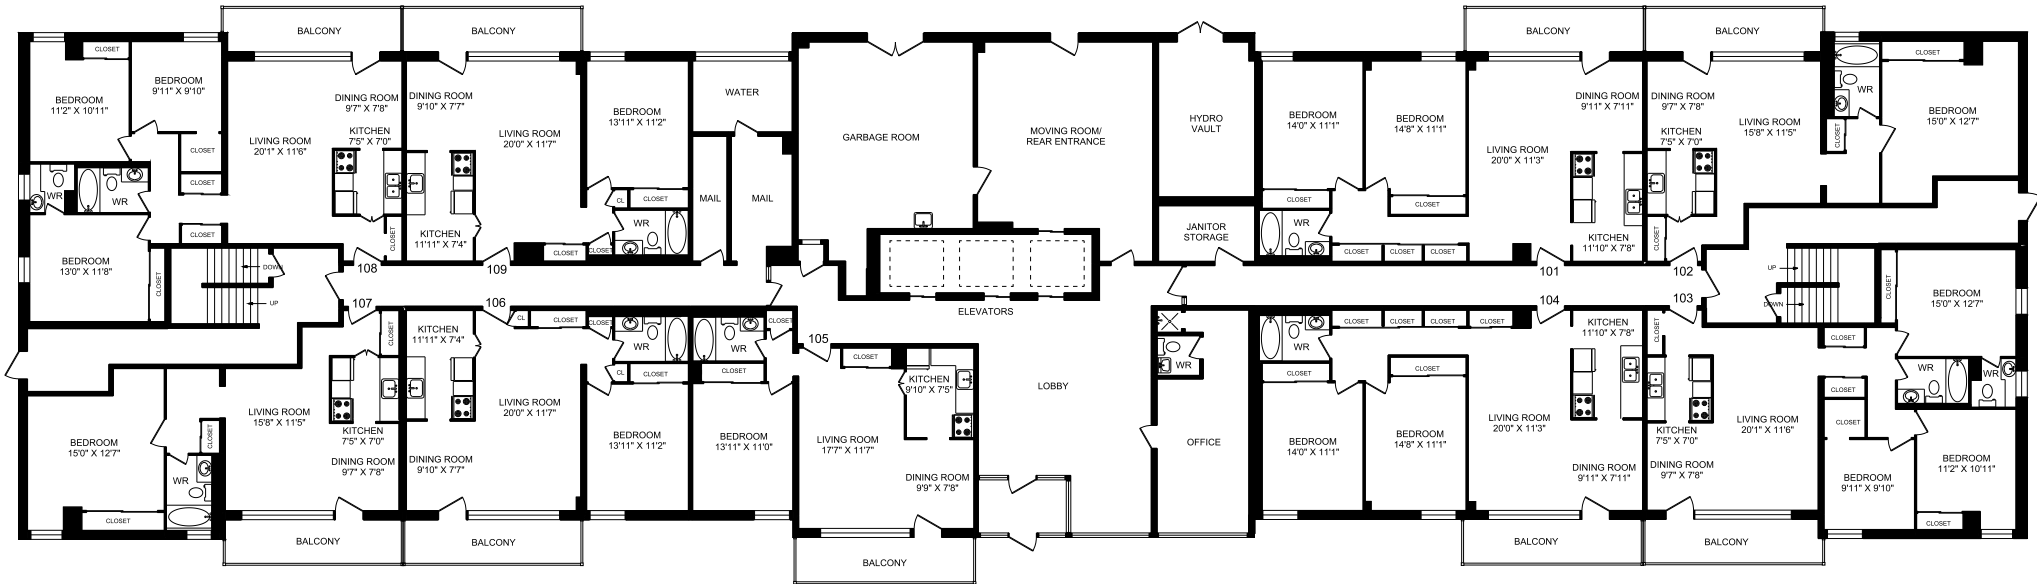 BALCONY
BALCONY
CLOSET
BEDROOM
11'2" X 10'11"
BEDROOM
9'11" X 9'10"
CLOSET
CLOSET
CLOSET
WR
WR
BEDROOM
13'0" X 11'8"
CLOSET
LIVING ROOM
20'1" X 11'6"
DINING ROOM
9'7" X 7'8"
KITCHEN
7'5" X 7'0"
CLOSET
108
DOWN
UP
DINING ROOM
9'10" X 7'7"
LIVING ROOM
20'0" X 11'7"
KITCHEN
11'11" X 7'4"
109
CLOSET
CLOSET
BEDROOM
13'11" X 11'2"
CL
CLOSET
WR
WATER
MAIL
MAIL
GARBAGE ROOM
MOVING ROOM/
REAR ENTRANCE
HYDRO
VAULT
JANITOR
STORAGE
ELEVATORS
BALCONY
BALCONY
BEDROOM
14'0" X 11'1"
CLOSET
WR
BEDROOM
14'8" X 11'1"
CLOSET
CLOSET
CLOSET
CLOSET
LIVING ROOM
20'0" X 11'3"
DINING ROOM
9'11" X 7'11"
KITCHEN
11'10" X 7'8"
101
DINING ROOM
9'7" X 7'8"
KITCHEN
7'5" X 7'0"
LIVING ROOM
15'8" X 11'5"
CLOSET
102
WR
CLOSET
CLOSET
BEDROOM
15'0" X 12'7"
107
CLOSET
LIVING ROOM
15'8" X 11'5"
KITCHEN
7'5" X 7'0"
DINING ROOM
9'7" X 7'8"
BEDROOM
15'0" X 12'7"
CLOSET
WR
CLOSET
BALCONY
106
KITCHEN
11'11" X 7'4"
CL
CLOSET
CLOSET
LIVING ROOM
20'0" X 11'7"
DINING ROOM
9'10" X 7'7"
WR
CL
CLOSET
BEDROOM
13'11" X 11'2"
BALCONY
105
CLOSET
WR
CLOSET
BEDROOM
13'11" X 11'0"
CLOSET
KITCHEN
9'10" X 7'5"
LIVING ROOM
17'7" X 11'7"
DINING ROOM
9'9" X 7'8"
BALCONY
LOBBY
WR
OFFICE
104
WR
CLOSET
CLOSET
CLOSET
CLOSET
CLOSET
CLOSET
BEDROOM
14'0" X 11'1"
BEDROOM
14'8" X 11'1"
KITCHEN
11'10" X 7'8"
LIVING ROOM
20'0" X 11'3"
DINING ROOM
9'11" X 7'11"
BALCONY
103
CLOSET
KITCHEN
7'5" X 7'0"
DINING ROOM
9'7" X 7'8"
LIVING ROOM
20'1" X 11'6"
BALCONY
UP
DOWN
CLOSET
BEDROOM
15'0" X 12'7"
CLOSET
CLOSET
CLOSET
WR
WR
BEDROOM
9'11" X 9'10"
BEDROOM
11'2" X 10'11"
CLOSET